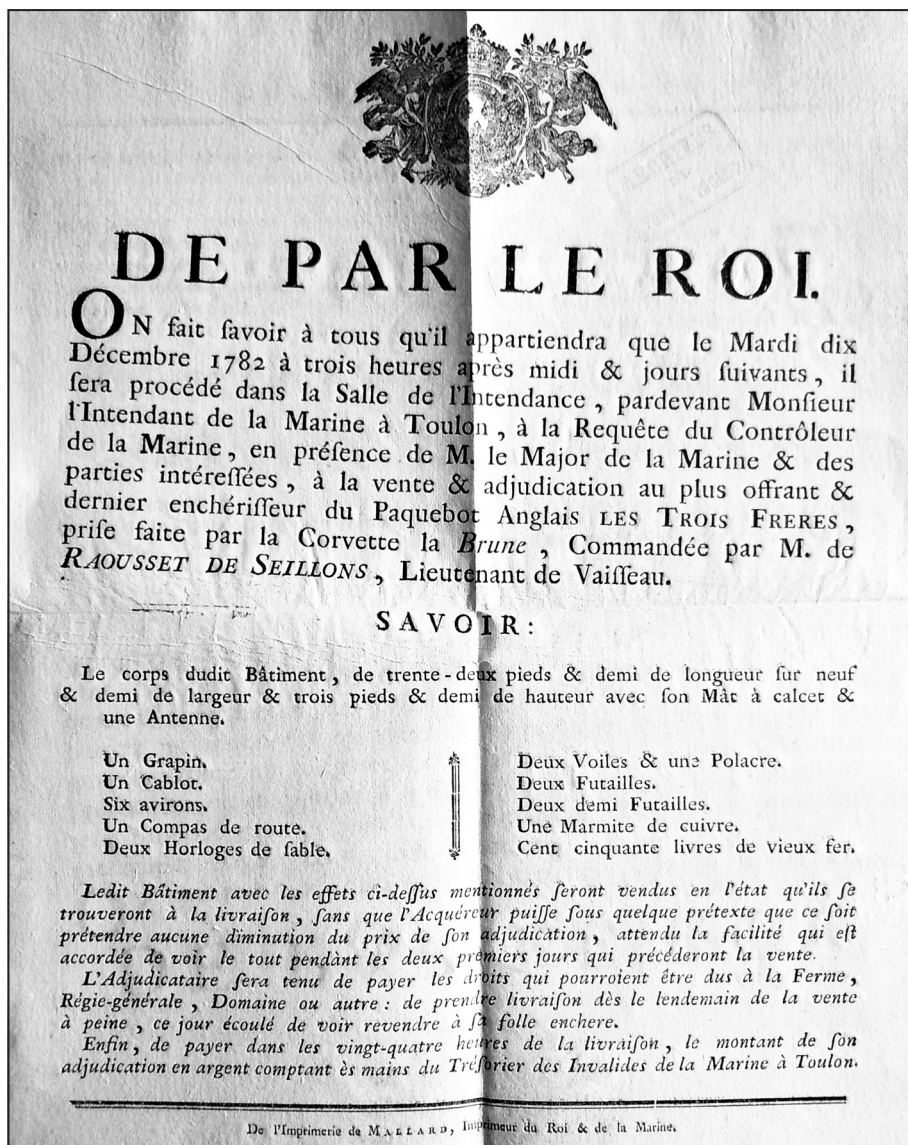 DE PAR LE ROI.
ON fait ſavoir à tous qu'il appartiendra que le Mardi dix
Décembre 1782 à trois heures après midi & jours ſuivants, il
ſera procédé dans la Salle de l'Intendance, pardevant Monſieur
l'Intendant de la Marine à Toulon, à la Requête du Contrôleur
de la Marine, en préſence de M. le Major de la Marine & des
parties intéreſſées, à la vente & adjudication au plus offrant &
dernier enchériſſeur du Paquebot Anglais LES TROIS FRERES,
priſe faite par la Corvette la Brune, Commandée par M. de
RAOUSSET DE SEILLONS, Lieutenant de Vaiſſeau.
SAVOIR:
Le corps dudit Bâtiment, de trente-deux pieds & demi de longueur ſur neuf
& demi de largeur & trois pieds & demi de hauteur avec ſon Mât à calcet &
une Antenne.
Un Grapin.
Un Cablot.
Six avirons.
Un Compas de route.
Deux Horloges de ſable.
Deux Voiles & une Polacre.
Deux Futailles.
Deux demi Futailles.
Une Marmite de cuivre.
Cent cinquante livres de vieux fer.
Ledit Bâtiment avec les effets ci-deſſus mentionnés ſeront vendus en l'état qu'ils ſe
trouveront à la livraiſon, ſans que l'Acquéreur puiſſe ſous quelque prétexte que ce ſoit
prétendre aucune diminution du prix de ſon adjudication, attendu la facilité qui eſt
accordée de voir le tout pendànt les deux premiers jours qui précéderont la vente.
L'Adjudicataire ſera tenu de payer les droits qui pourroient être dus à la Ferme,
Régie-générale, Domaine ou autre: de prendre livraiſon dès le lendemain de la vente
à peine, ce jour écoulé de voir revendre à ſa folle enchere.
Enfin, de payer dans les vingt-quatre heures de la livraiſon, le montant de ſon
adjudication en argent comptant ès mains du Tréſorier des Invalides de la Marine à Toulon.
De l'Imprimerie de MALLARD, Imprimeur du Roi & de la Marine.